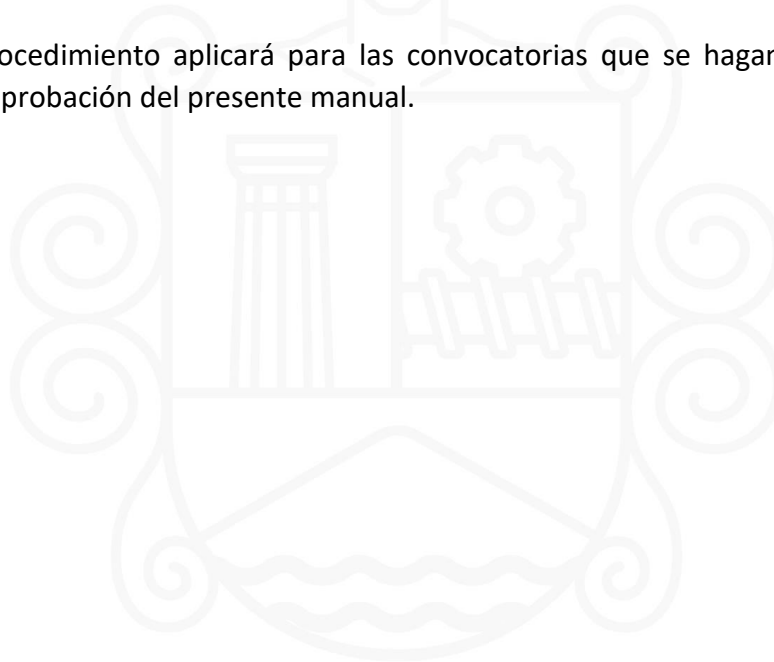 ocedimiento aplicará para las convocatorias que se hagan
probación del presente manual.